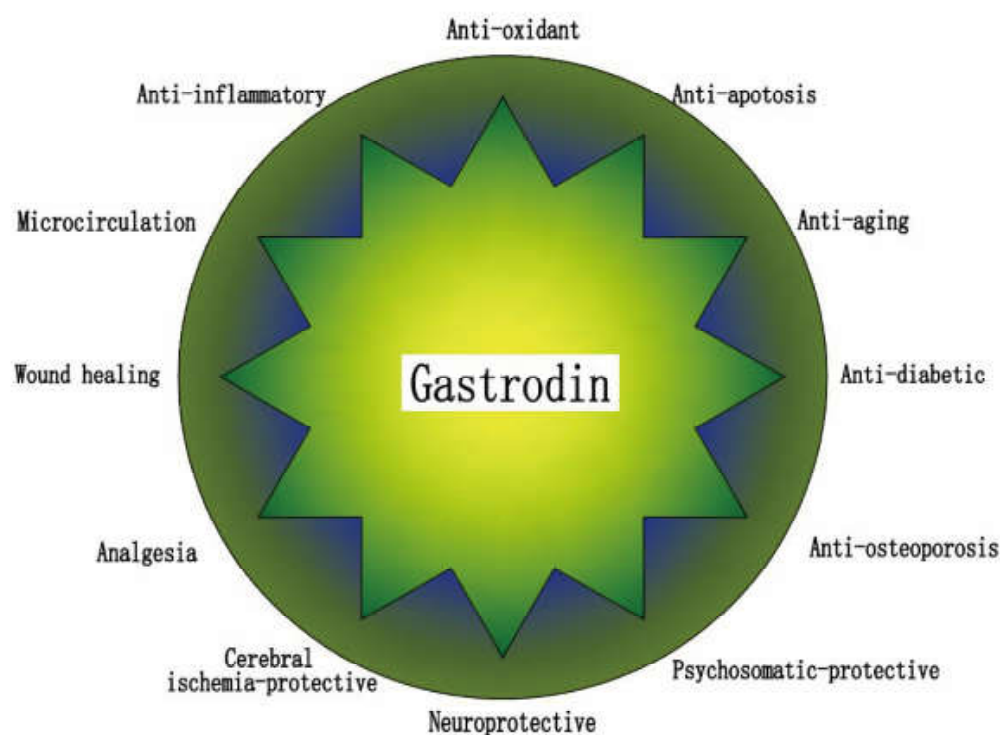 Anti-oxidant
Anti-inflammatory
Anti-apotosis
Microcirculation
Anti-aging
Wound healing
Gastrodin
Anti-diabetic
Analgesia
Anti-osteoporosis
Cerebral
ischemia-protective
Psychosomatic-protective
Neuroprotective